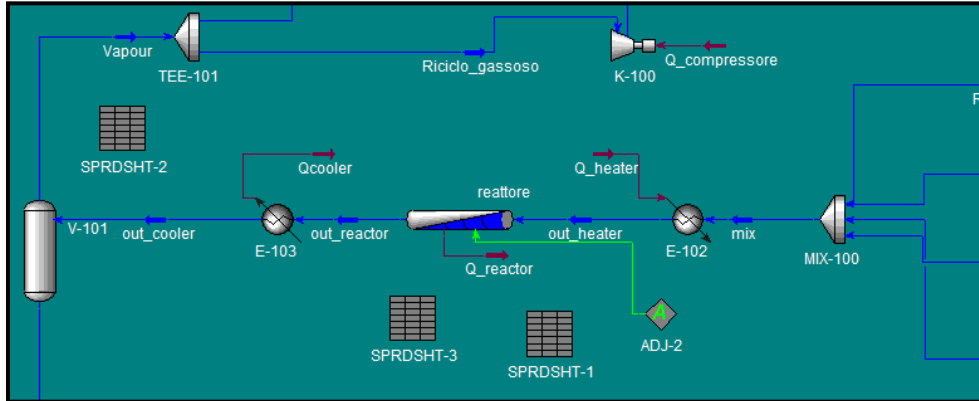 Vapour
TEE-101
Riciclo_gassoso
K-100
Q_compressore
R
SPRDSHT-2
Qcooler
Q_heater
reattore
V-101
out_cooler
E-103
out_reactor
Q_reactor
out_heater
E-102
mix
MIX-100
SPRDSHT-3
SPRDSHT-1
A
ADJ-2